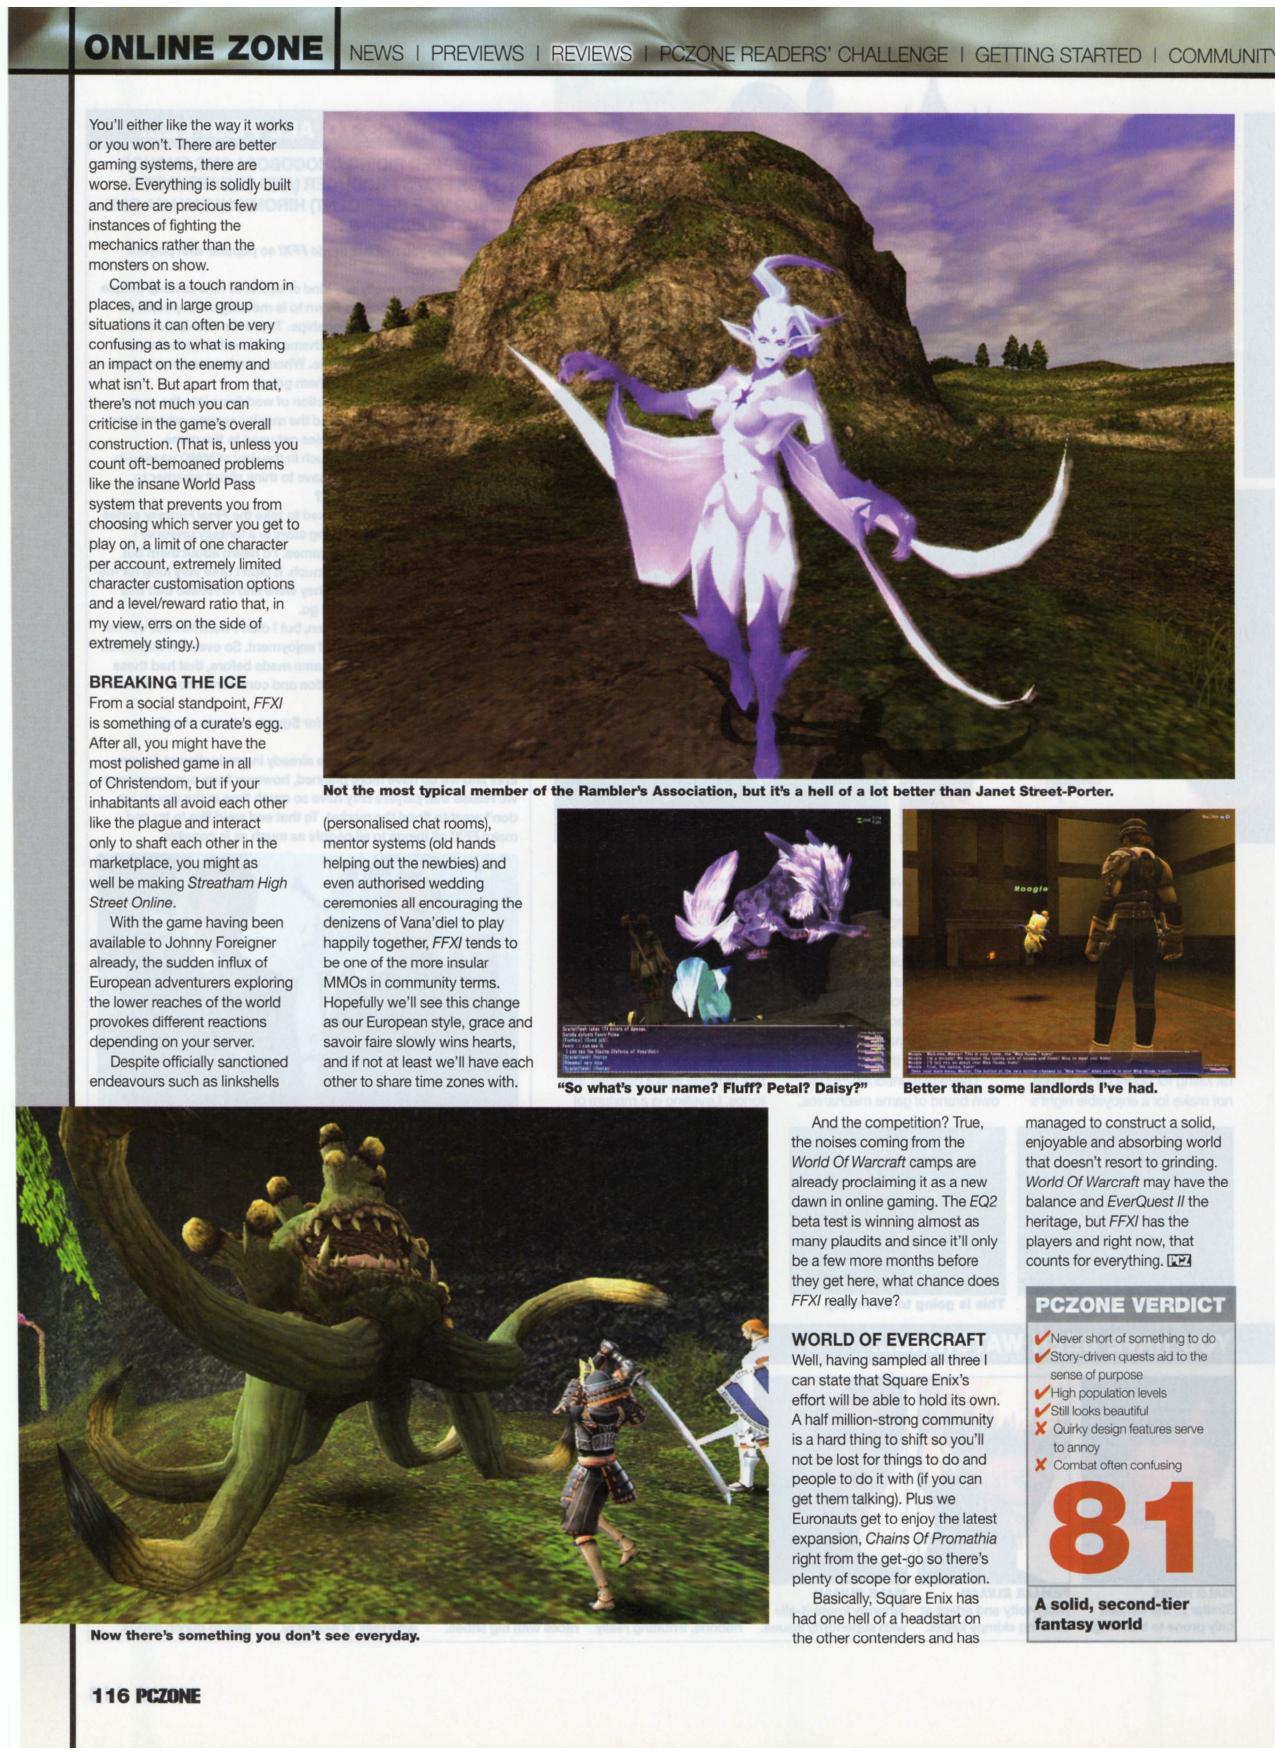 ONLINE ZONE
NEWS | PREVIEWS | REVIEWS | PCZONE READERS' CHALLENGE | GETTING STARTED | COMMUNITY
You'll either like the way it works
or you won't. There are better
gaming systems, there are
worse. Everything is solidly built
and there are precious few
instances of fighting the
mechanics rather than the
monsters on show.
Combat is a touch random in
places, and in large group
situations it can often be very
confusing as to what is making
an impact on the enemy and
what isn't. But apart from that,
there's not much you can
criticise in the game's overall
construction. (That is, unless you
count oft-bemoaned problems
like the insane World Pass
system that prevents you from
choosing which server you get to
play on, a limit of one character
per account, extremely limited
character customisation options
and a level/reward ratio that, in
my view, errs on the side of
extremely stingy.)
BREAKING THE ICE
From a social standpoint, FFXI
is something of a curate's egg.
After all, you might have the
most polished game in all
of Christendom, but if your
inhabitants all avoid each other
like the plague and interact
only to shaft each other in the
marketplace, you might as
well be making Streatham High
Street Online.
With the game having been
available to Johnny Foreigner
already, the sudden influx of
European adventurers exploring
the lower reaches of the world
provokes different reactions
depending on your server.
Despite officially sanctioned
endeavours such as linkshells
Not the most typical member of the Rambler's Association, but it's a hell of a lot better than Janet Street-Porter.
(personalised chat rooms),
mentor systems (old hands
helping out the newbies) and
even authorised wedding
ceremonies all encouraging the
denizens of Vana'diel to play
happily together, FFXI tends to
be one of the more insular
MMOs in community terms.
Hopefully we'll see this change
as our European style, grace and
savoir faire slowly wins hearts,
and if not at least we'll have each
other to share time zones with.
"So what's your name? Fluff? Petal? Daisy?"
Moogle
Better than some landlords I've had.
Now there's something you don't see everyday.
And the competition? True,
the noises coming from the
World Of Warcraft camps are
already proclaiming it as a new
dawn in online gaming. The EQ2
beta test is winning almost as
many plaudits and since it'll only
be a few more months before
they get here, what chance does
FFXI really have?
WORLD OF EVERCRAFT
Well, having sampled all three I
can state that Square Enix's
effort will be able to hold its own.
A half million-strong community
is a hard thing to shift so you'll
not be lost for things to do and
people to do it with (if you can
get them talking). Plus we
Euronauts get to enjoy the latest
expansion, Chains Of Promathia
right from the get-go so there's
plenty of scope for exploration.
Basically, Square Enix has
had one hell of a headstart on
the other contenders and has
managed to construct a solid,
enjoyable and absorbing world
that doesn't resort to grinding.
World Of Warcraft may have the
balance and EverQuest II the
heritage, but FFXI has the
players and right now, that
counts for everything. PCZ
PCZONE VERDICT
✓ Never short of something to do
✓ Story-driven quests aid to the
sense of purpose
✓ High population levels
✓ Still looks beautiful
✗ Quirky design features serve
to annoy
✗ Combat often confusing
81
A solid, second-tier
fantasy world
116 PCZONE